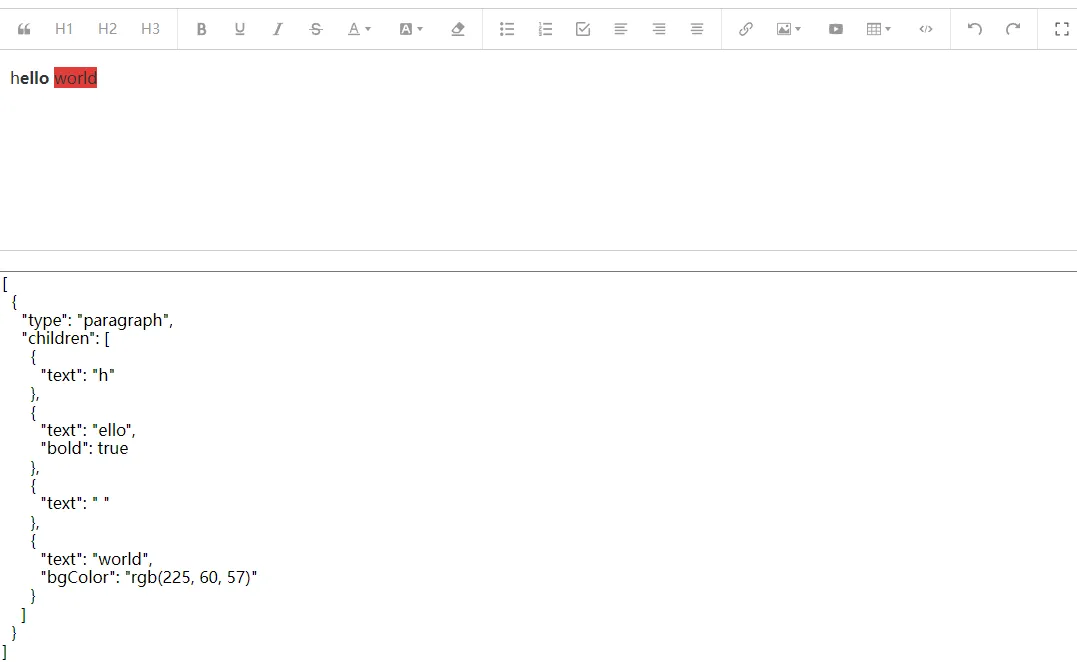 H1 H2 H3 B U I S A A
hello world
[
  {
    "type": "paragraph",
    "children": [
      {
        "text": "h"
      },
      {
        "text": "ello",
        "bold": true
      },
      {
        "text": " "
      },
      {
        "text": "world",
        "bgColor": "rgb(225, 60, 57)"
      }
    ]
  }
]